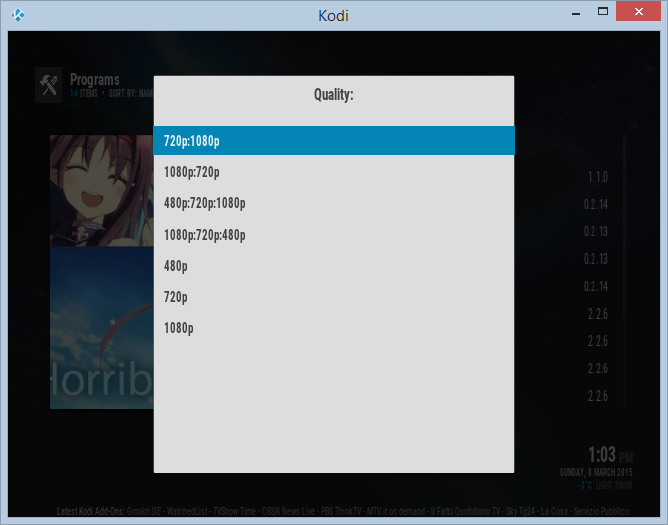 Kodi
Programs
14 ITEMS • SORT BY: NAM
Quality:
720p:1080p
1080p:720p
480p:720p:1080p
1080p:720p:480p
480p
720p
1080p
1.1.0
0.2.14
0.2.13
0.2.13
0.2.14
2.2.6
2.2.6
2.2.6
2.2.6
Horrib
1:03 PM
SUNDAY, 8 MARCH 2015
-3°C LIGHT SNOW
Latest Kodi Add-Ons: Gronkh.DE - WatchedList - TVShow Time - CBSN News Live - PBS ThinkTV - MTV.it on demand - Il Fatto Quotidiano TV - Sky Tg24 - La Cosa - Servizio Pubblico